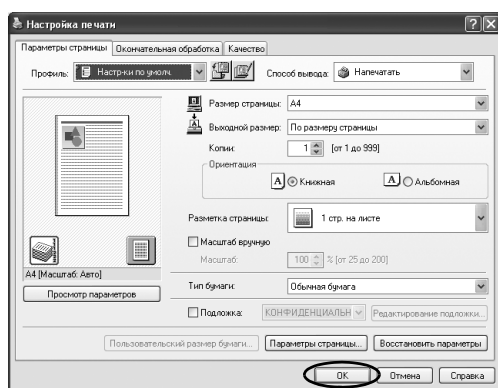 Настройка печати
Параметры страницы Окончательная обработка Качество
Профиль: Настр-ки по умолч. Способ вывода: Напечатать
Размер страницы: A4
Выходной размер: По размеру страницы
Копии: 1 [от 1 до 999]
Ориентация
A Книжная A Альбомная
Разметка страницы: 1 стр. на листе
Масштаб вручную
Масштаб: 100 % [от 25 до 200]
A4 [Масштаб: Авто]
Просмотр параметров
Тип бумаги: Обычная бумага
Подложка: КОНФИДЕНЦИАЛЬН Редактирование подложки...
Пользовательский размер бумаги... Параметры страницы... Восстановить параметры
OK Отмена Справка